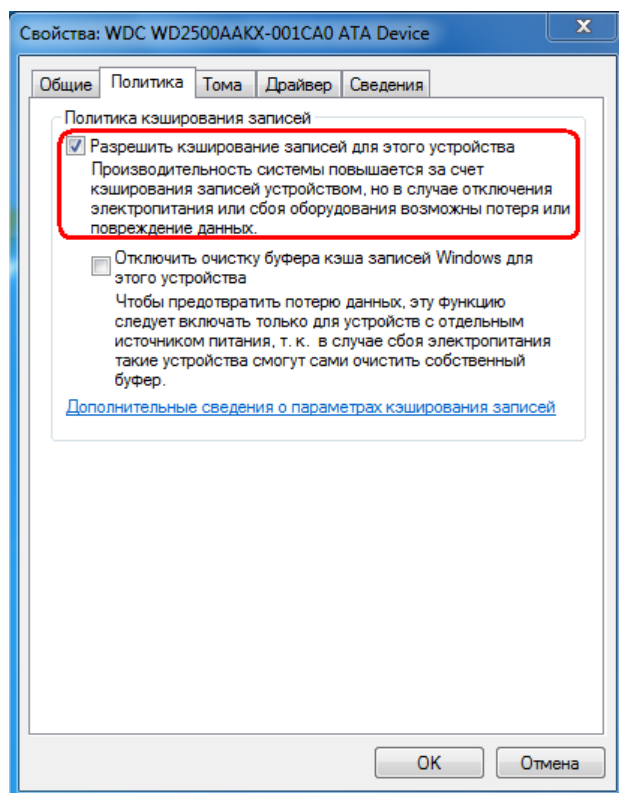 Свойства: WDC WD2500AAKX-001CA0 ATA Device
Общие Политика Тома Драйвер Сведения
Политика кэширования записей
Разрешить кэширование записей для этого устройства
Производительность системы повышается за счет
кэширования записей устройством, но в случае отключения
электропитания или сбоя оборудования возможны потеря или
повреждение данных.
Отключить очистку буфера кэша записей Windows для
этого устройства
Чтобы предотвратить потерю данных, эту функцию
следует включать только для устройств с отдельным
источником питания, т. к. в случае сбоя электропитания
такие устройства смогут сами очистить собственный
буфер.
Дополнительные сведения о параметрах кэширования записей
OK Отмена